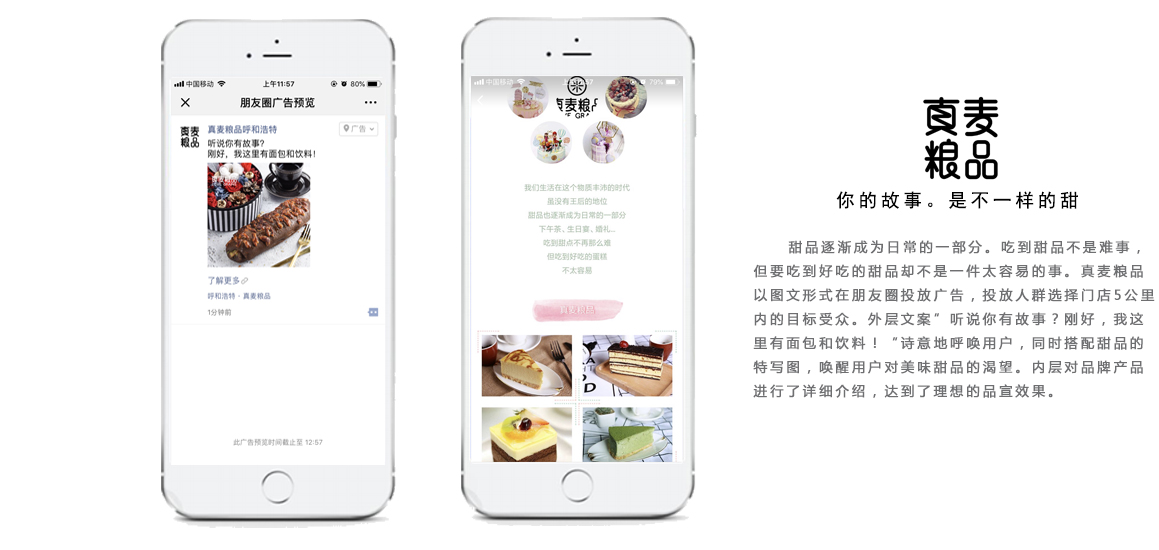 中国移动
上午11:57
80%
朋友圈广告预览
真麦粮品
真麦粮品呼和浩特
广告
听说你有故事?
刚好，我这里有面包和饮料!
了解更多
呼和浩特 · 真麦粮品
1分钟前
此广告预览时间截止至 12:57
中国移动
79%
真麦粮品
我们生活在这个物质丰沛的时代
虽没有王后的地位
甜品也逐渐成为日常的一部分
下午茶、生日宴、婚礼...
吃到甜点不再那么难
但吃到好吃的蛋糕
不太容易
真麦粮品
真麦
粮品
你的故事。是不一样的甜
甜品逐渐成为日常的一部分。吃到甜品不是难事，
但要吃到好吃的甜品却不是一件太容易的事。真麦粮品
以图文形式在朋友圈投放广告，投放人群选择门店5公里
内的目标受众。外层文案”听说你有故事？刚好，我这
里有面包和饮料！“诗意地呼唤用户，同时搭配甜品的
特写图，唤醒用户对美味甜品的渴望。内层对品牌产品
进行了详细介绍，达到了理想的品宣效果。